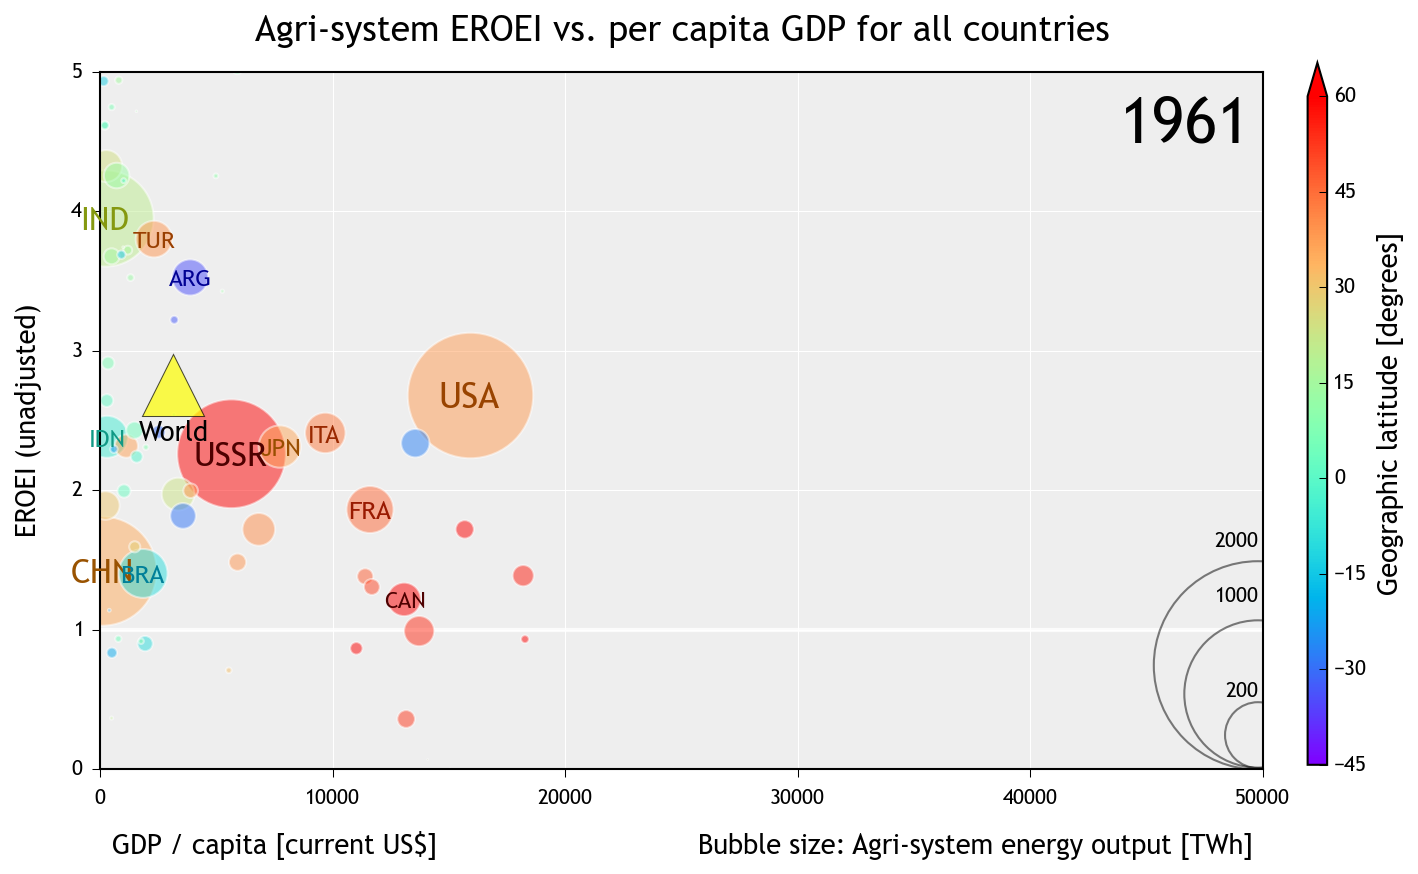 Agri-system EROEI vs. per capita GDP for all countries
1961
EROEI (unadjusted)
5
4
3
2
1
0
IND
TUR
ARG
USA
World
IDN
USSR
JPN
ITA
FRA
CHN
BRA
CAN
2000
1000
200
0
10000
20000
30000
40000
50000
GDP / capita [current US$]
Bubble size: Agri-system energy output [TWh]
60
45
30
15
0
−15
−30
−45
Geographic latitude [degrees]